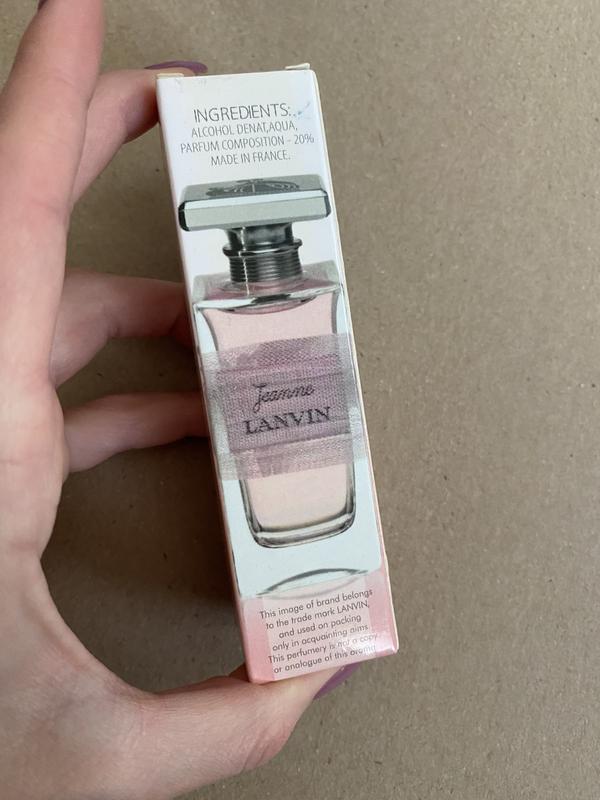 INGREDIENTS:
ALCOHOL DENAT,AQUA,
PARFUM COMPOSITION - 20%
MADE IN FRANCE.
Jeanne
LANVIN
This image of brand belongs
to the trade mark LANVIN,
and used on packing
only in acquainting aims
This perfumery is not a copy
or analogue of this aroma